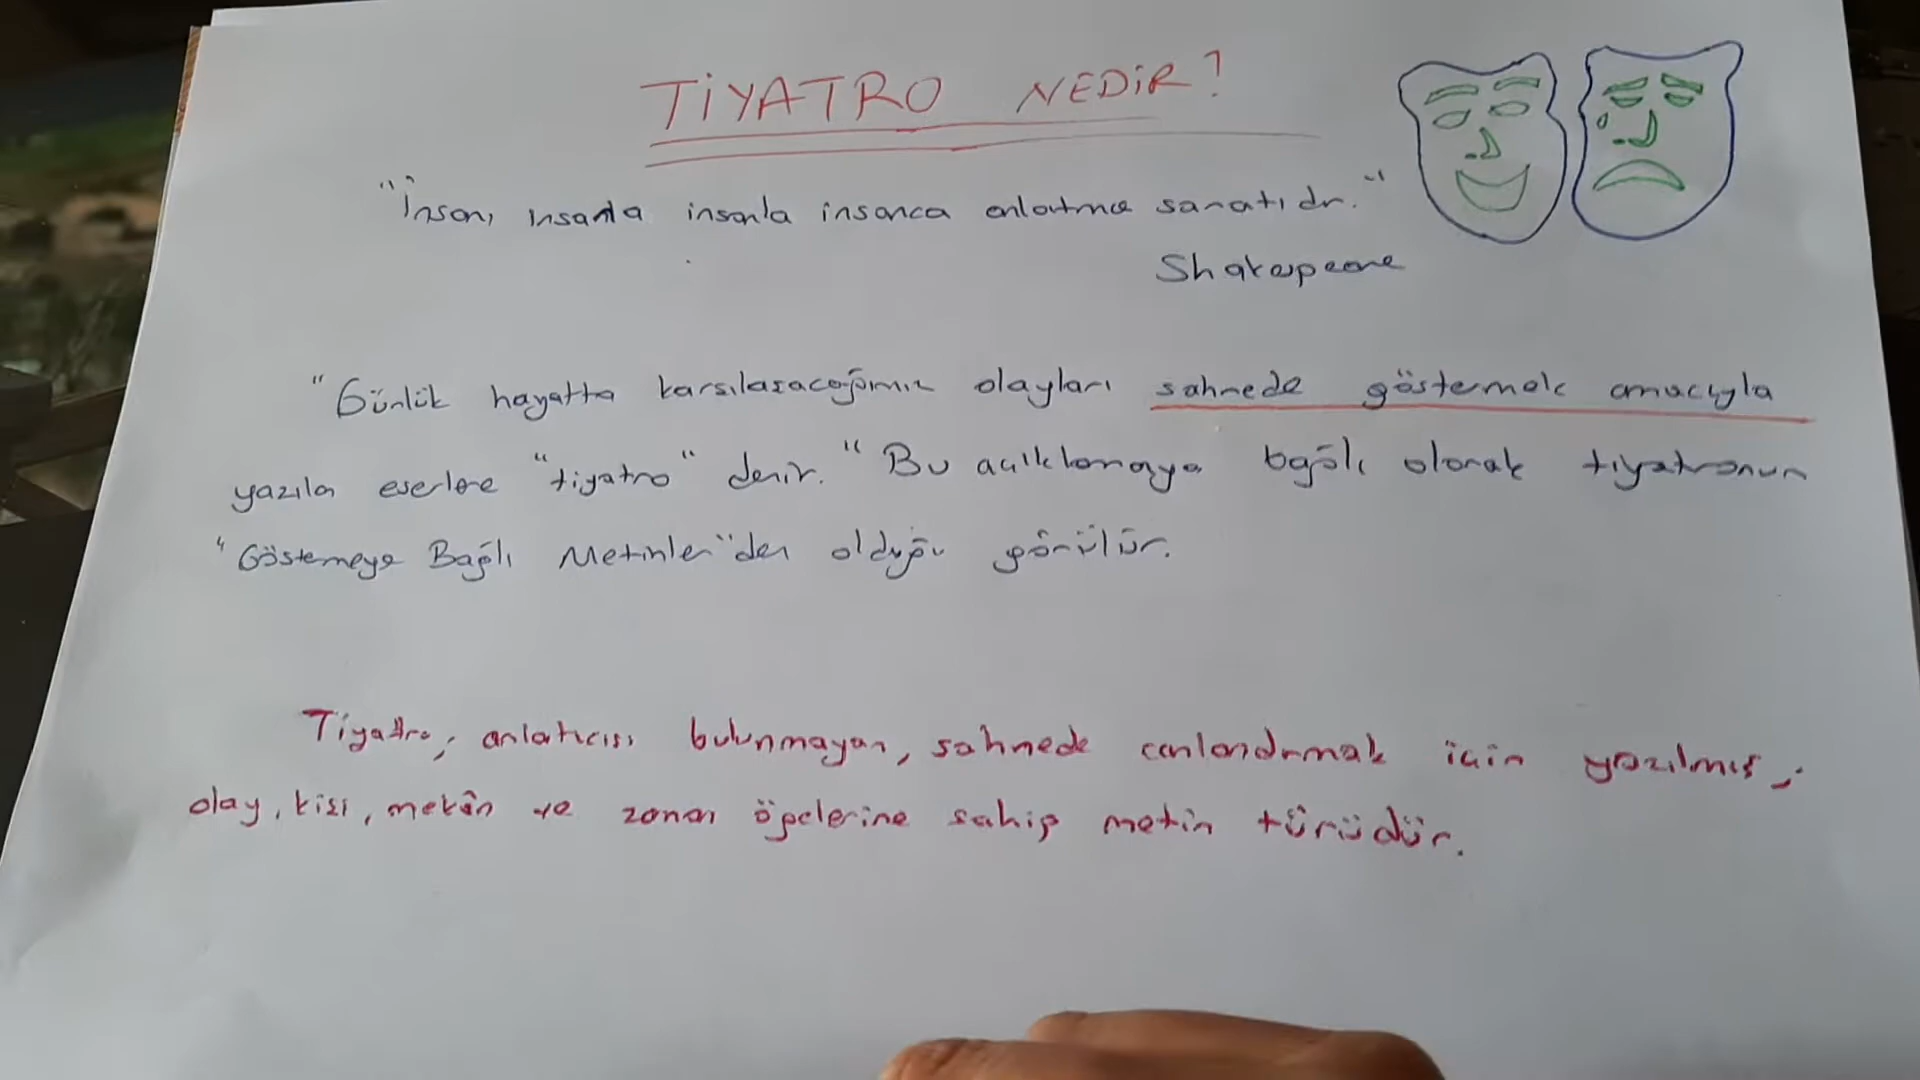 TİYATRO NEDİR?
"İnsanı, insanla insanla insanca anlatma sanatıdır."
Shakespeare
"Günlük hayatta karşılaşacağımız olayları sahnede göstermek amacıyla
yazılan eserlere "tiyatro" denir." Bu açıklamaya bağlı olarak tiyatronun
"Göstermeye Bağlı Metinler"den olduğu görülür.
Tiyatro; anlatıcısı bulunmayan, sahnede canlandırmak için yazılmış;
olay, kişi, mekân ve zaman ögelerine sahip metin türüdür.